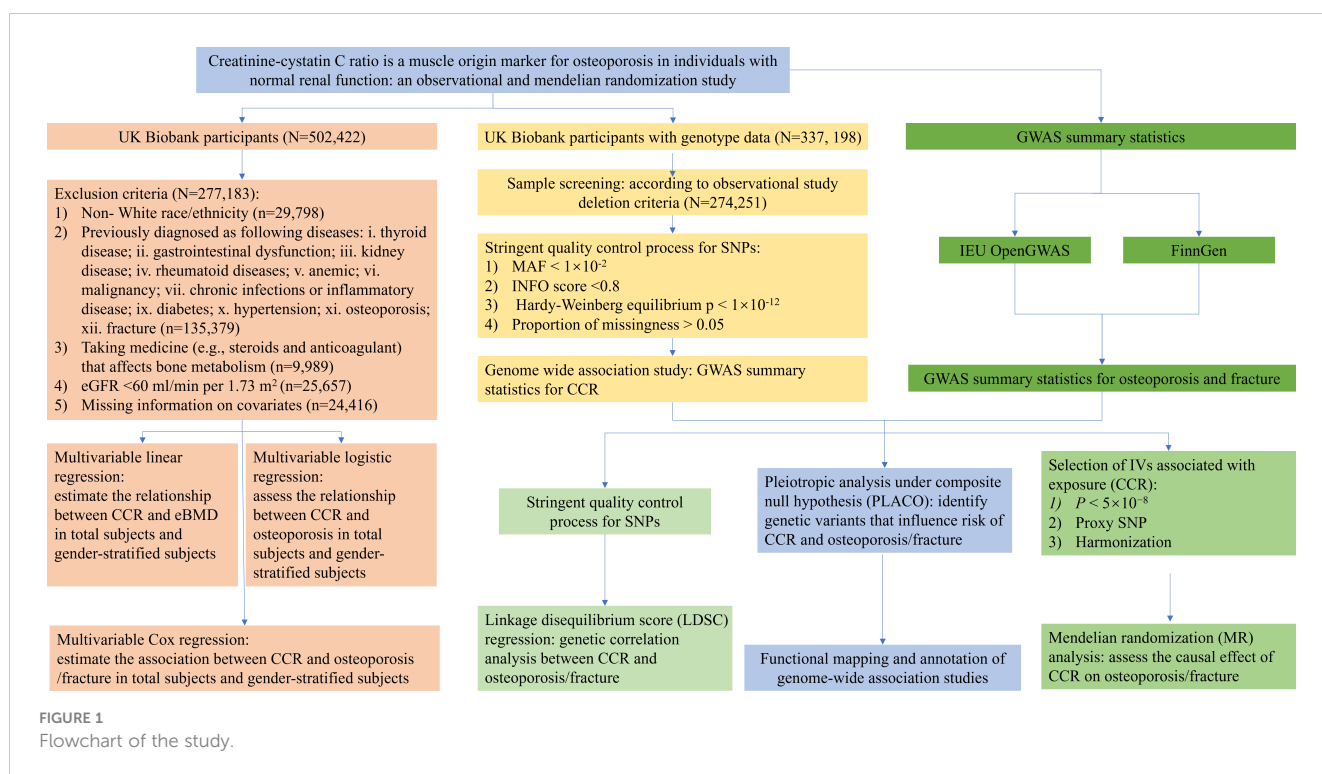 Creatinine-cystatin C ratio is a muscle origin marker for osteoporosis in individuals with
normal renal function: an observational and mendelian randomization study
UK Biobank participants (N=502,422)
Exclusion criteria (N=277,183):
1) Non- White race/ethnicity (n=29,798)
2) Previously diagnosed as following diseases: i. thyroid
disease; ii. gastrointestinal dysfunction; iii. kidney
disease; iv. rheumatoid diseases; v. anemic; vi.
malignancy; vii. chronic infections or inflammatory
disease; ix. diabetes; x. hypertension; xi. osteoporosis;
xii. fracture (n=135,379)
3) Taking medicine (e.g., steroids and anticoagulant)
that affects bone metabolism (n=9,989)
4) eGFR <60 ml/min per 1.73 m² (n=25,657)
5) Missing information on covariates (n=24,416)
Multivariable linear
regression:
estimate the relationship
between CCR and eBMD
in total subjects and
gender-stratified subjects
Multivariable logistic
regression:
assess the relationship
between CCR and
osteoporosis in total
subjects and gender-
stratified subjects
Multivariable Cox regression:
estimate the association between CCR and osteoporosis
/fracture in total subjects and gender-stratified subjects
UK Biobank participants with genotype data (N=337, 198)
Sample screening: according to observational study
deletion criteria (N=274,251)
Stringent quality control process for SNPs:
1) MAF < 1×10⁻²
2) INFO score <0.8
3) Hardy-Weinberg equilibrium p < 1×10⁻¹²
4) Proportion of missingness > 0.05
Genome wide association study: GWAS summary
statistics for CCR
GWAS summary statistics
IEU OpenGWAS
FinnGen
GWAS summary statistics for osteoporosis and fracture
Stringent quality control
process for SNPs
Linkage disequilibrium score (LDSC)
regression: genetic correlation
analysis between CCR and
osteoporosis/fracture
Pleiotropic analysis under composite
null hypothesis (PLACO): identify
genetic variants that influence risk of
CCR and osteoporosis/fracture
Functional mapping and annotation of
genome-wide association studies
Selection of IVs associated with
exposure (CCR):
1) P < 5×10⁻⁸
2) Proxy SNP
3) Harmonization
Mendelian randomization (MR)
analysis: assess the causal effect of
CCR on osteoporosis/fracture
FIGURE 1
Flowchart of the study.